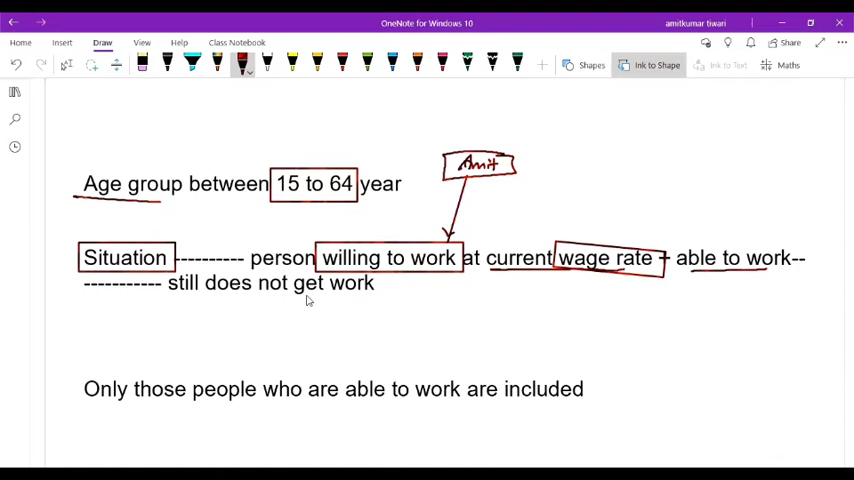 OneNote for Windows 10
amitkumar tiwari
Home Insert Draw View Help Class Notebook
Share
Shapes Ink to Shape Ink to Text Maths
Amit
Age group between 15 to 64 year
Situation ---------- person willing to work at current wage rate + able to work--
----------- still does not get work
Only those people who are able to work are included